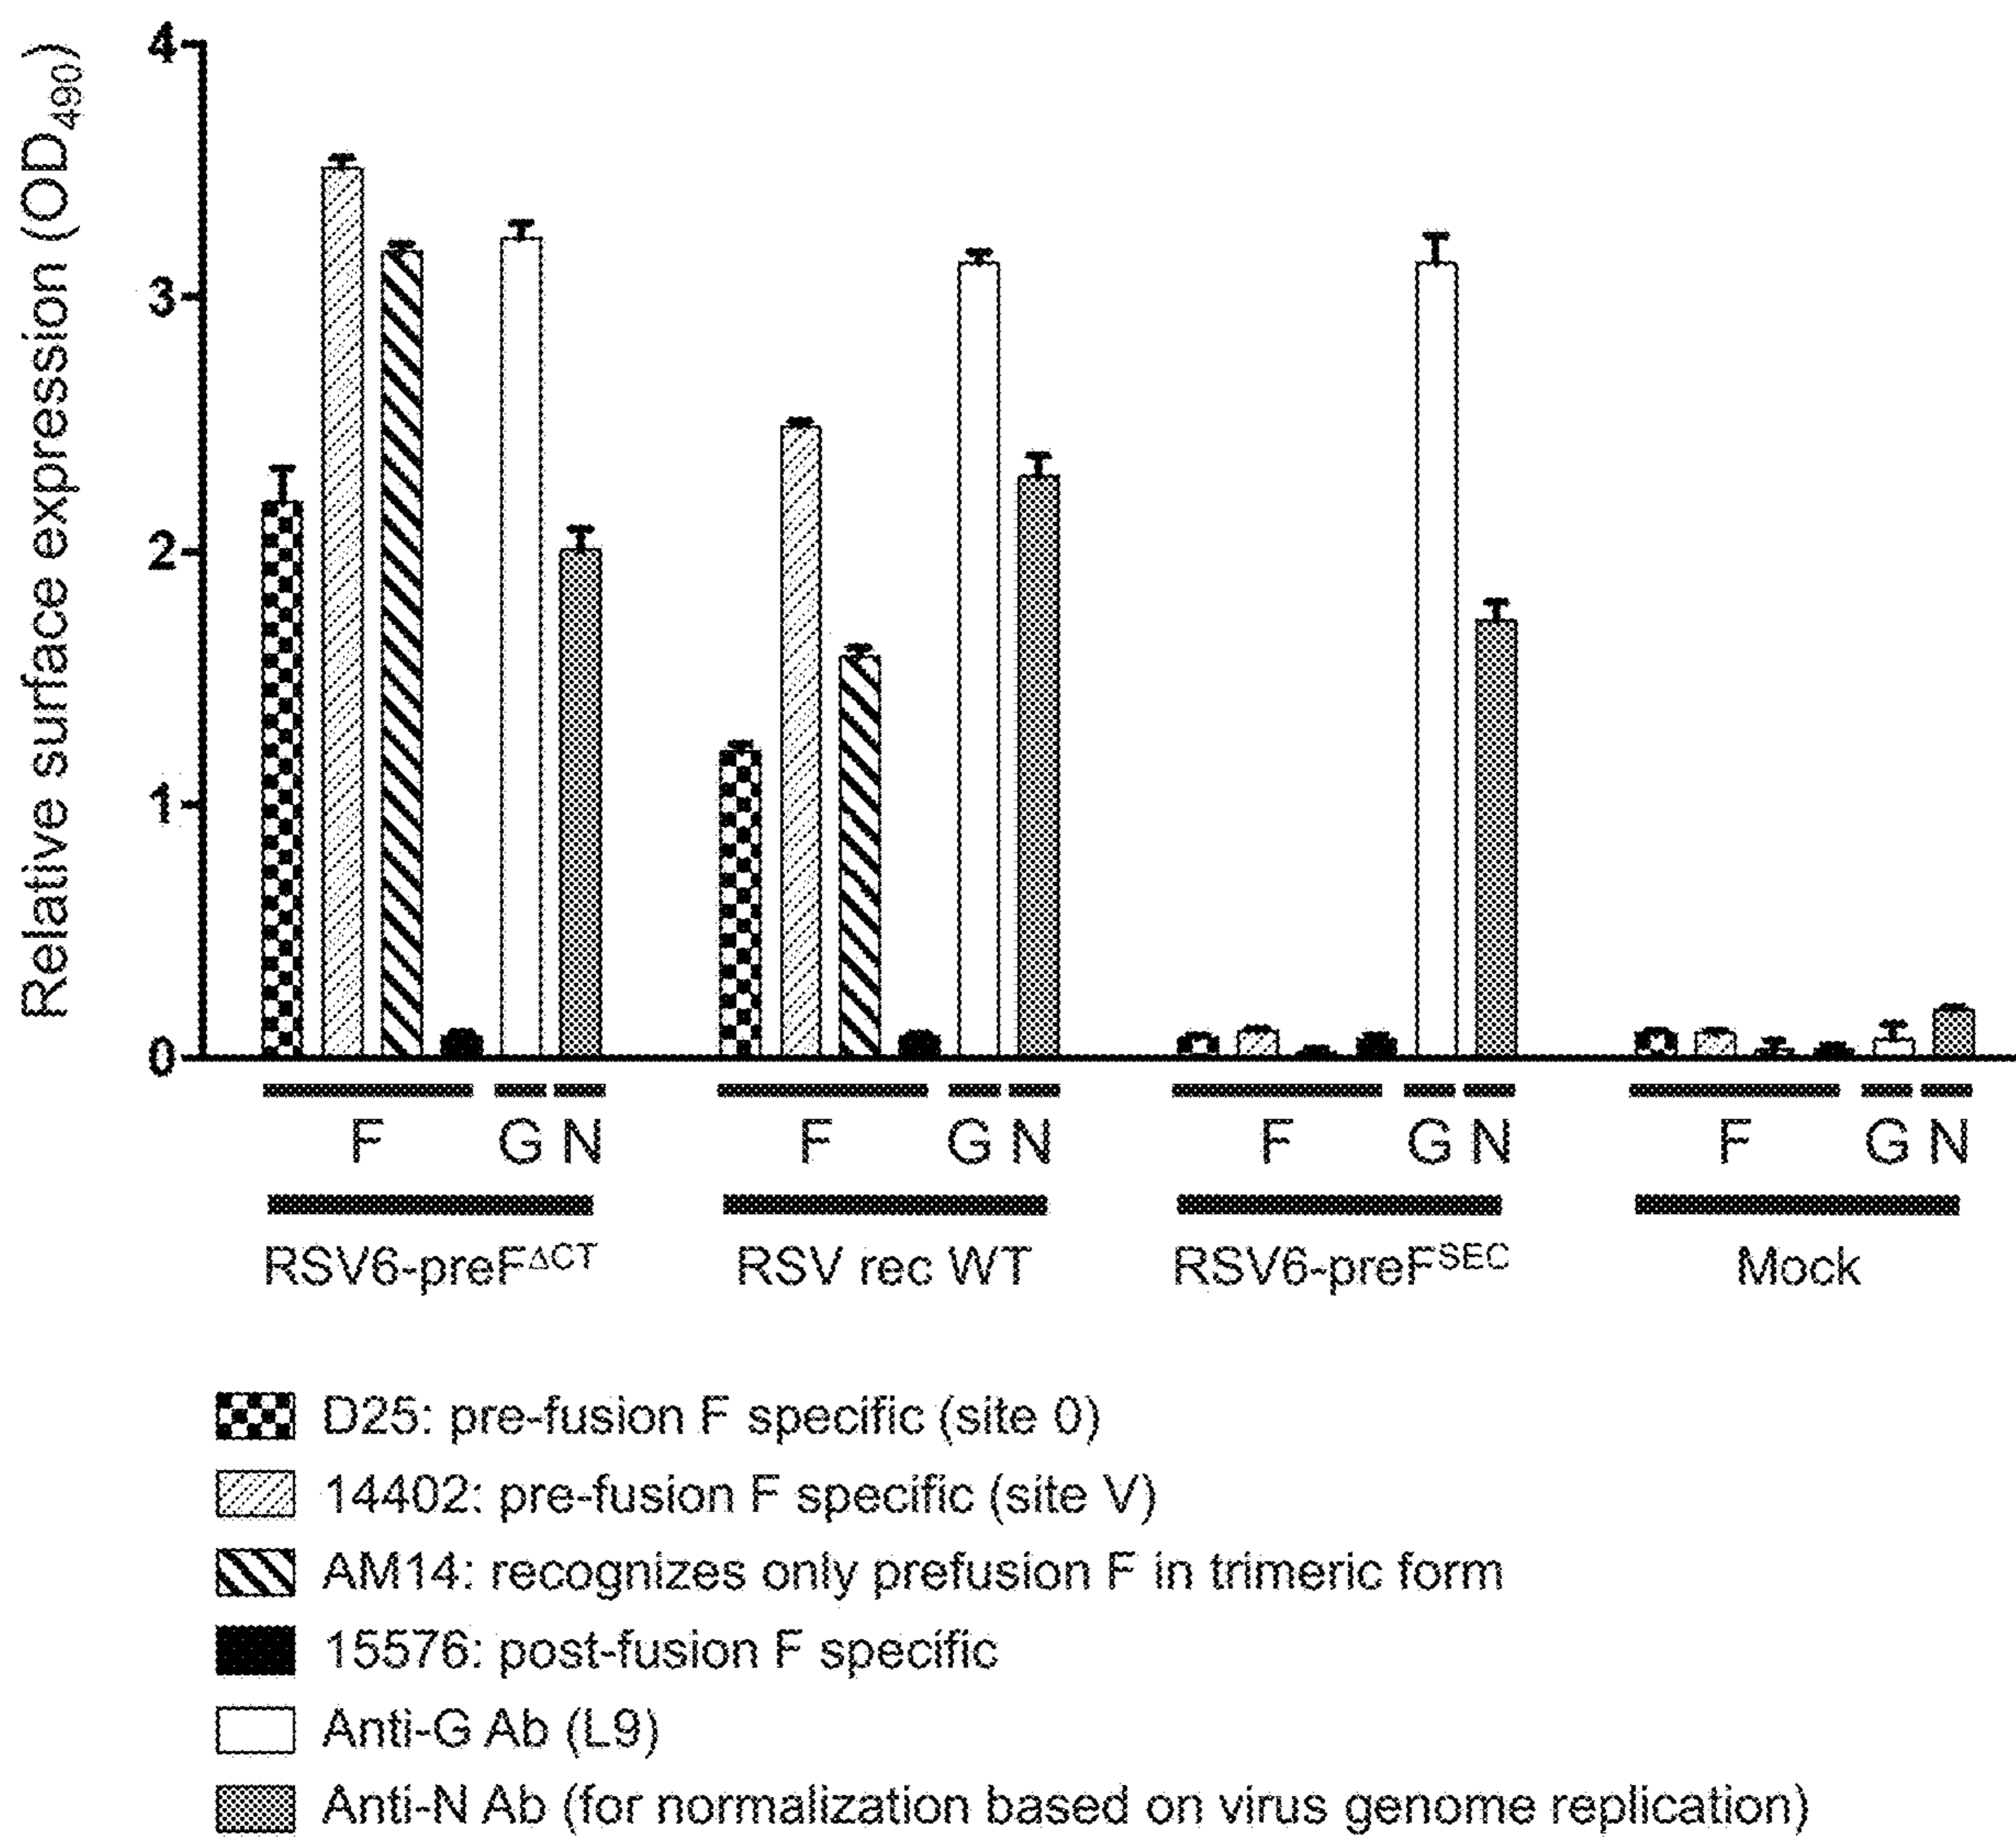 Relative surface expression (OD490)
4
3
2
1
0
F G N F G N F G N F G N
RSV6-preFΔCT RSV rec WT RSV6-preFSEC Mock
D25: pre-fusion F specific (site 0)
14402: pre-fusion F specific (site V)
AM14: recognizes only prefusion F in trimeric form
15576: post-fusion F specific
Anti-G Ab (L9)
Anti-N Ab (for normalization based on virus genome replication)